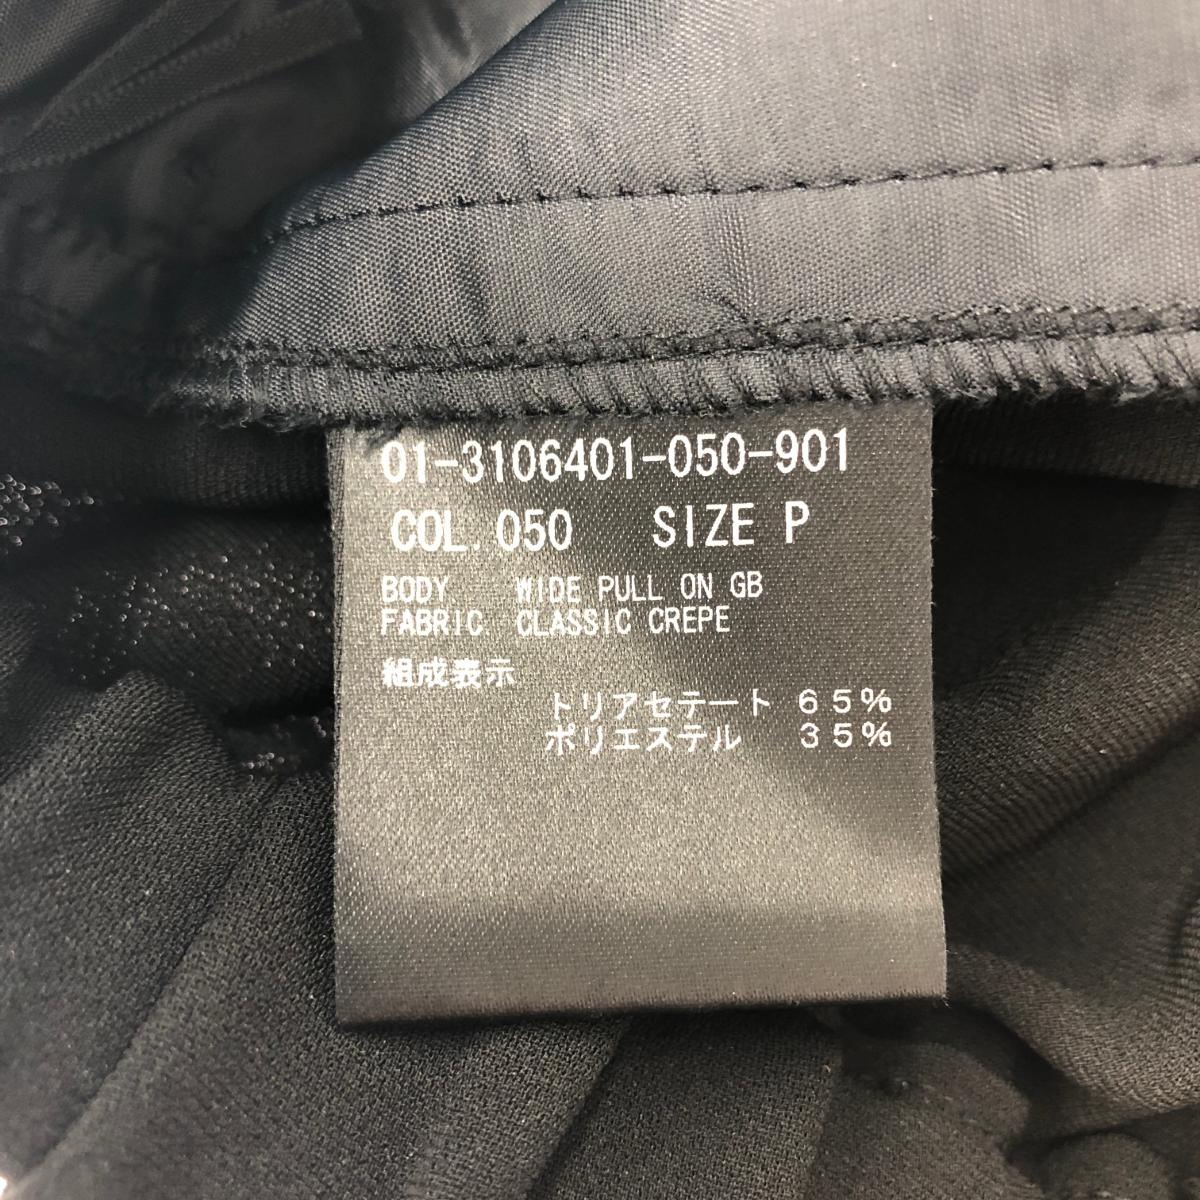 01-3106401-050-901
COL.050 SIZE P
BODY WIDE PULL ON GB
FABRIC CLASSIC CREPE
組成表示
トリアセテート ６５％
ポリエステル ３５％